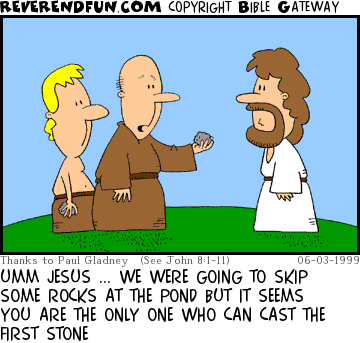 REVERENDFUN.COM COPYRIGHT BIBLE GATEWAY
Thanks to Paul Gladney (See John 8:1-11) 06-03-1999
UMM JESUS ... WE WERE GOING TO SKIP
SOME ROCKS AT THE POND BUT IT SEEMS
YOU ARE THE ONLY ONE WHO CAN CAST THE
FIRST STONE